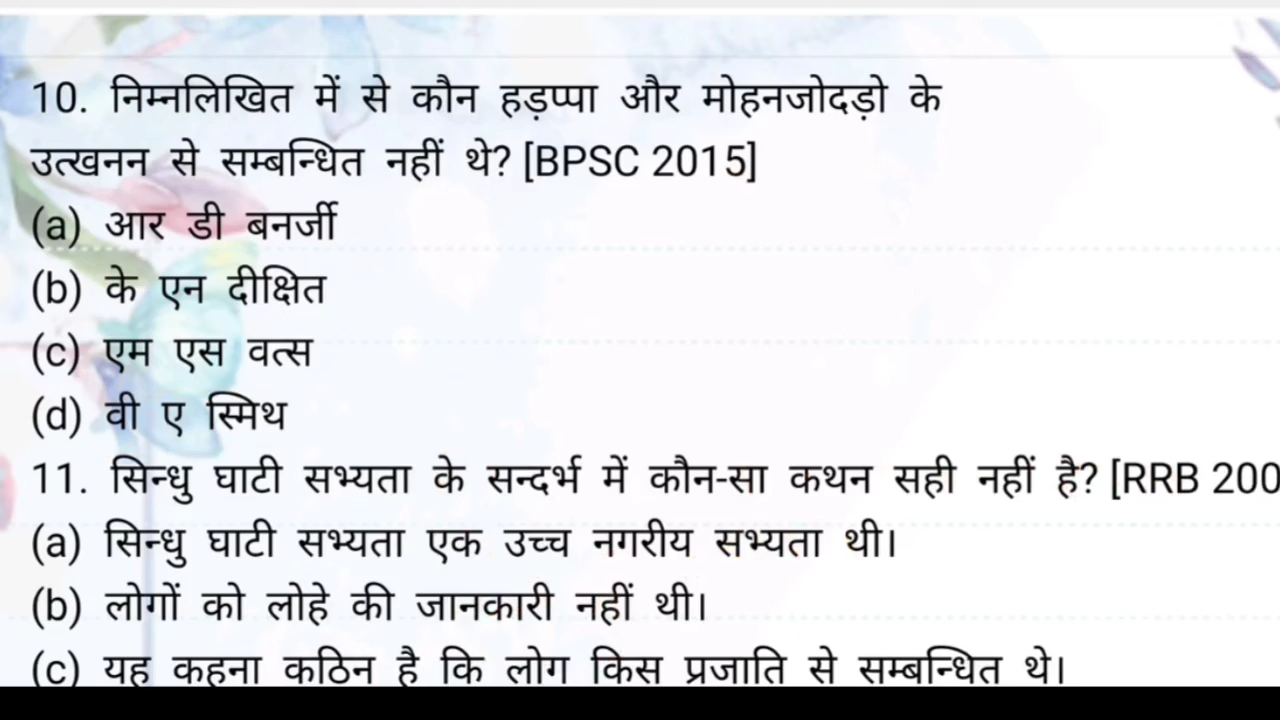 10. निम्नलिखित में से कौन हड़प्पा और मोहनजोदड़ो के
उत्खनन से सम्बन्धित नहीं थे? [BPSC 2015]
(a) आर डी बनर्जी
(b) के एन दीक्षित
(c) एम एस वत्स
(d) वी ए स्मिथ
11. सिन्धु घाटी सभ्यता के सन्दर्भ में कौन-सा कथन सही नहीं है? [RRB 200
(a) सिन्धु घाटी सभ्यता एक उच्च नगरीय सभ्यता थी।
(b) लोगों को लोहे की जानकारी नहीं थी।
(c) यह कहना कठिन है कि लोग किस प्रजाति से सम्बन्धित थे।